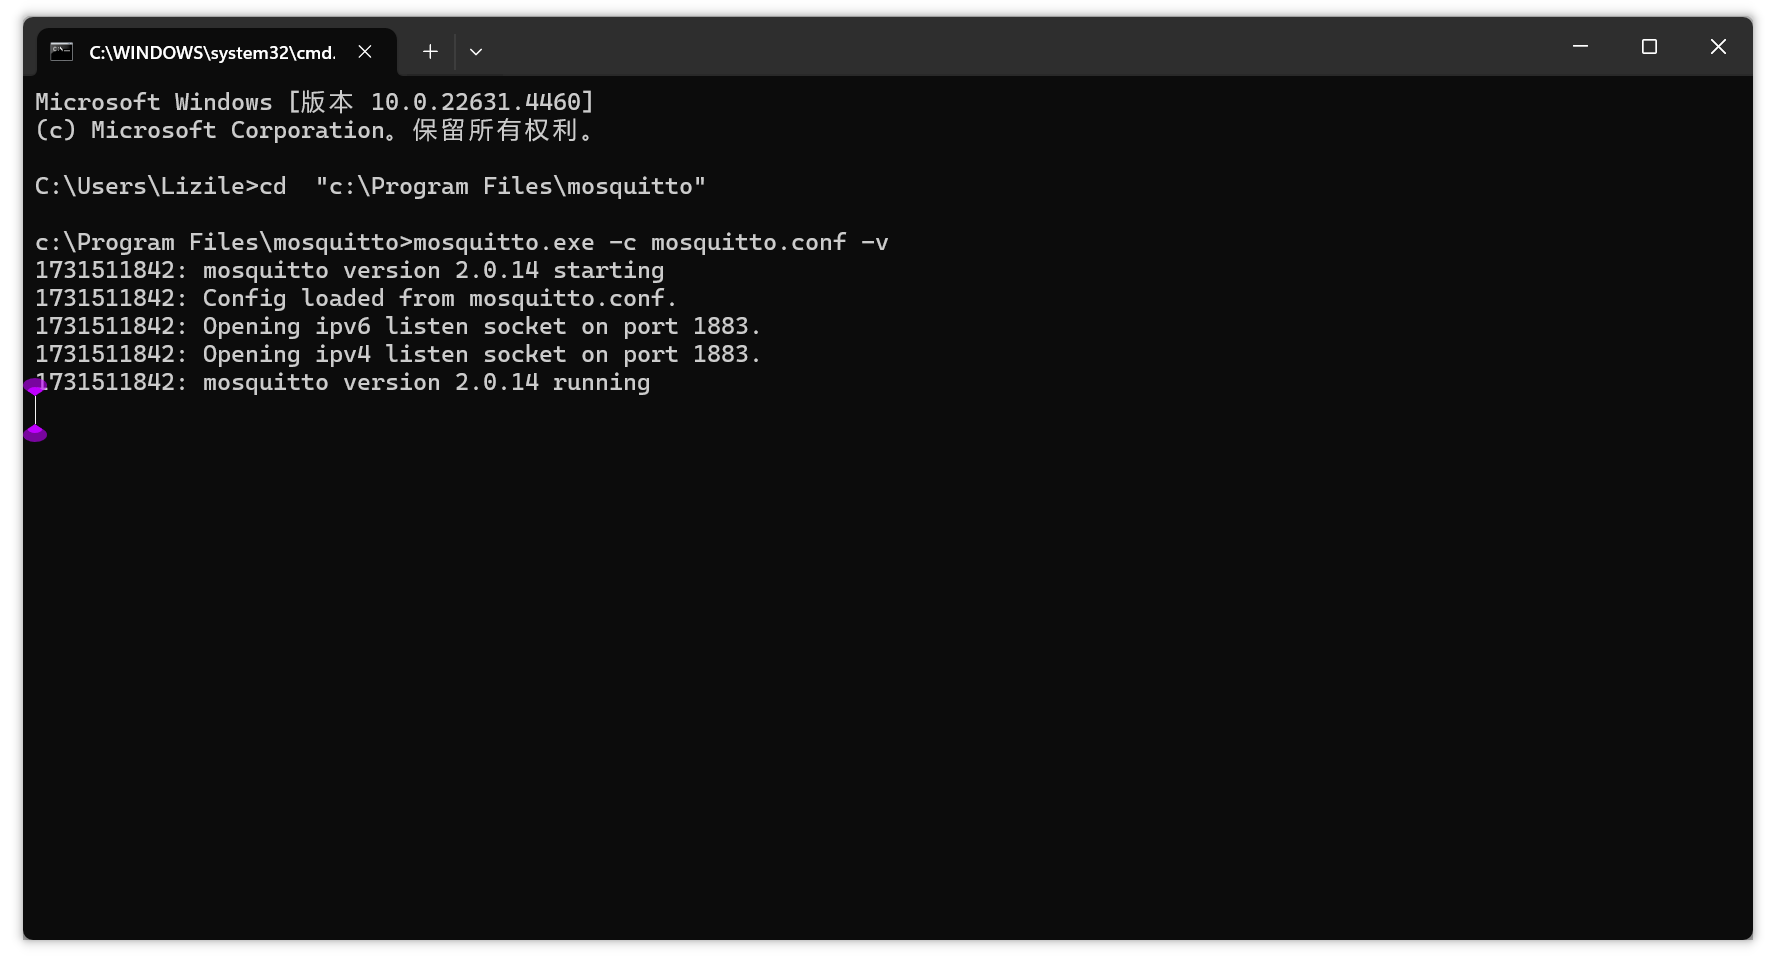 C:\WINDOWS\system32\cmd.
Microsoft Windows [版本 10.0.22631.4460]
(c) Microsoft Corporation。保留所有权利。
C:\Users\Lizile>cd  "c:\Program Files\mosquitto"
c:\Program Files\mosquitto>mosquitto.exe -c mosquitto.conf -v
1731511842: mosquitto version 2.0.14 starting
1731511842: Config loaded from mosquitto.conf.
1731511842: Opening ipv6 listen socket on port 1883.
1731511842: Opening ipv4 listen socket on port 1883.
1731511842: mosquitto version 2.0.14 running